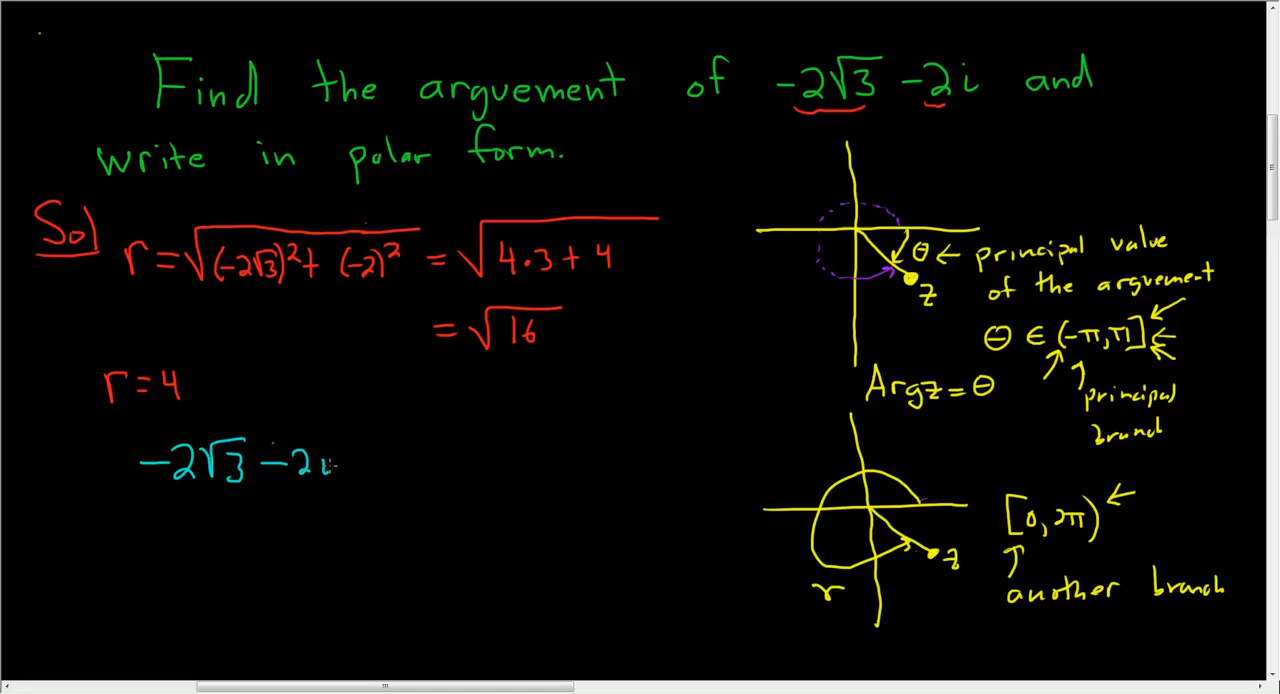 Find the arguement of -2√3 -2i and
write in polar form.
Sol
r = √((-2√3)² + (-2)²) = √(4·3 + 4)
= √16
r = 4
-2√3 -2i
θ ← principal value
of the arguement
z
Θ ∈ (-π, π]
principal
branch
Arg z = Θ
[0, 2π)
z
another branch